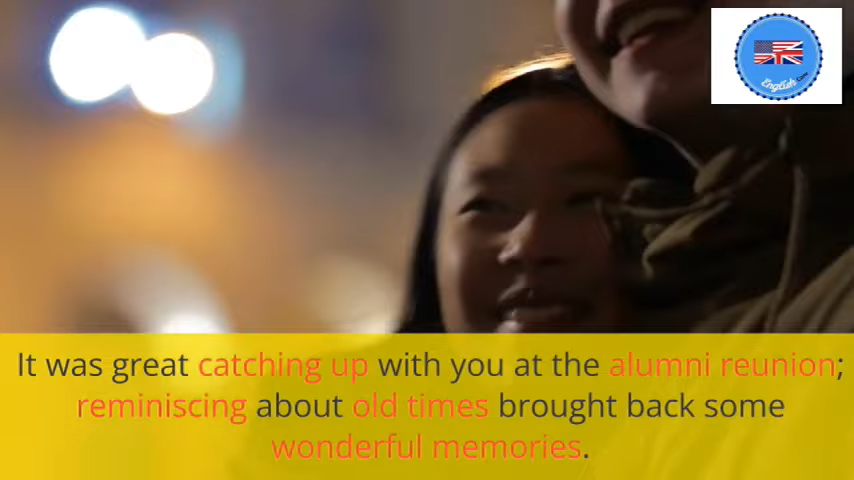 English
It was great catching up with you at the alumni reunion;
reminiscing about old times brought back some
wonderful memories.